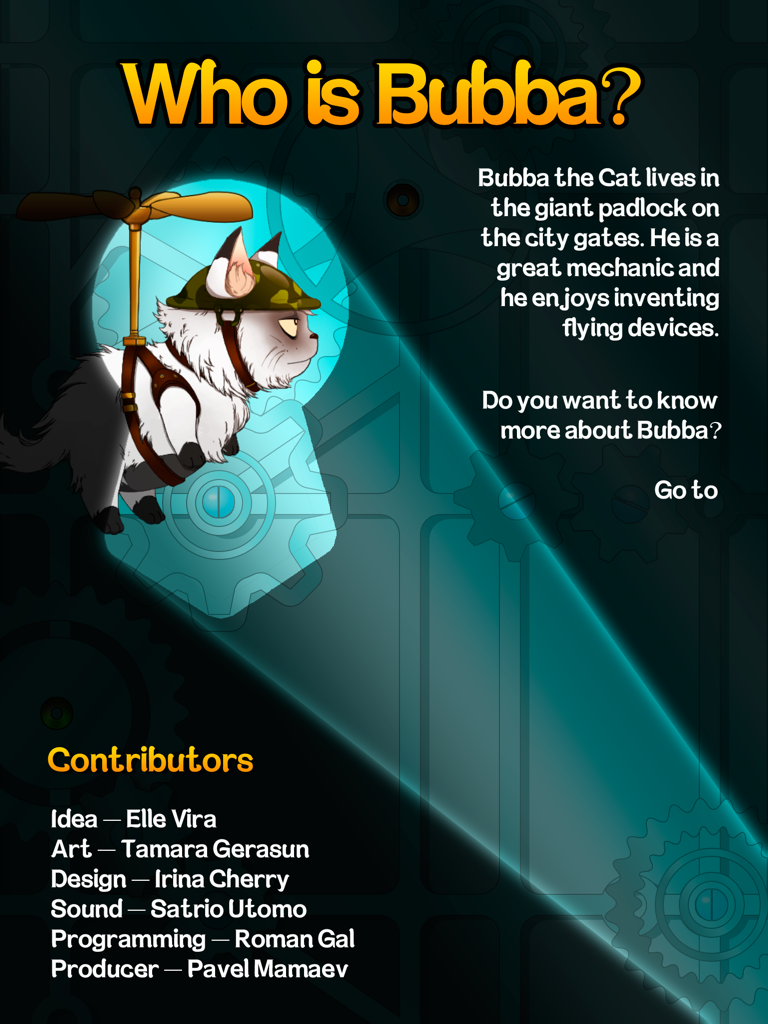 Who is Bubba?
Bubba the Cat lives in
the giant padlock on
the city gates. He is a
great mechanic and
he enjoys inventing
flying devices.
Do you want to know
more about Bubba?
Go to
Contributors
Idea — Elle Vira
Art — Tamara Gerasun
Design — Irina Cherry
Sound — Satrio Utomo
Programming — Roman Gal
Producer — Pavel Mamaev